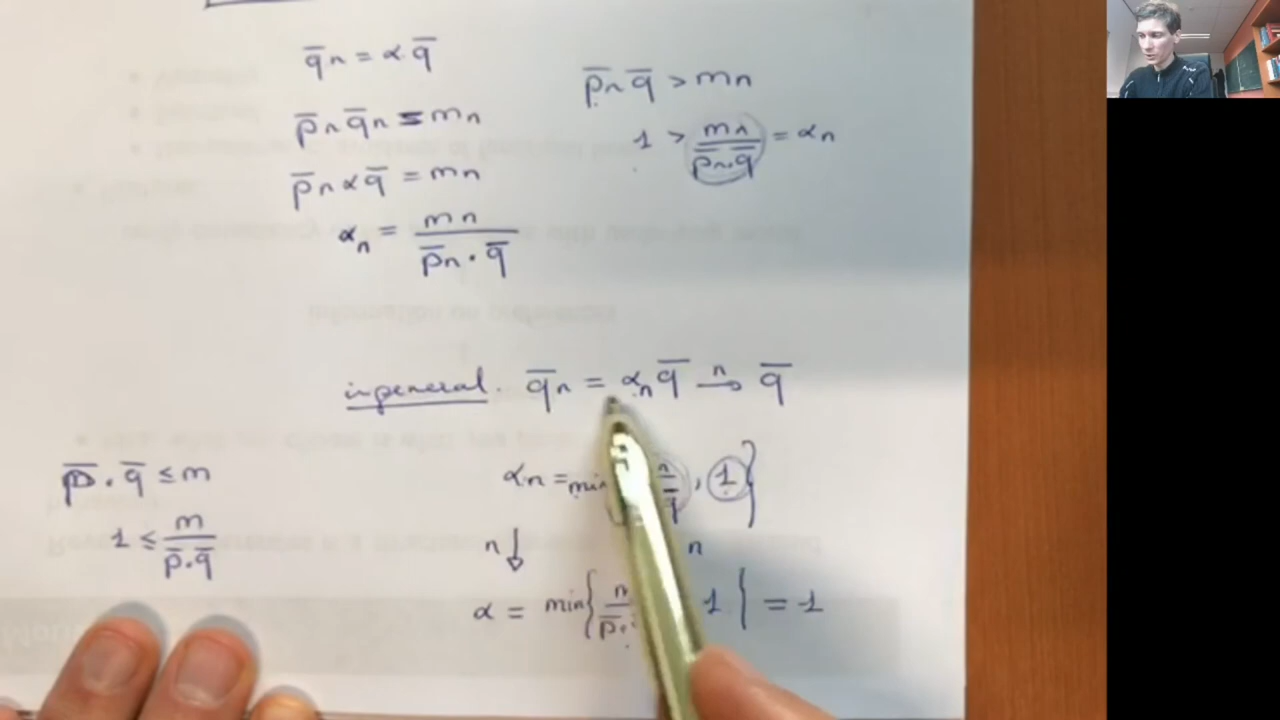 q̄n = α q̄
p̄n q̄n = mn
p̄n α q̄ = mn
αn = mn / p̄n · q̄
p̄n q̄ > mn
1 > mn / p̄n · q̄ = αn
in general. q̄n = αn q̄ →n q̄
p̄ · q̄ ≤ m
1 ≤ m / p̄ · q̄
αn = min , 1 }
n ↓ n
α = min { 1 } = 1